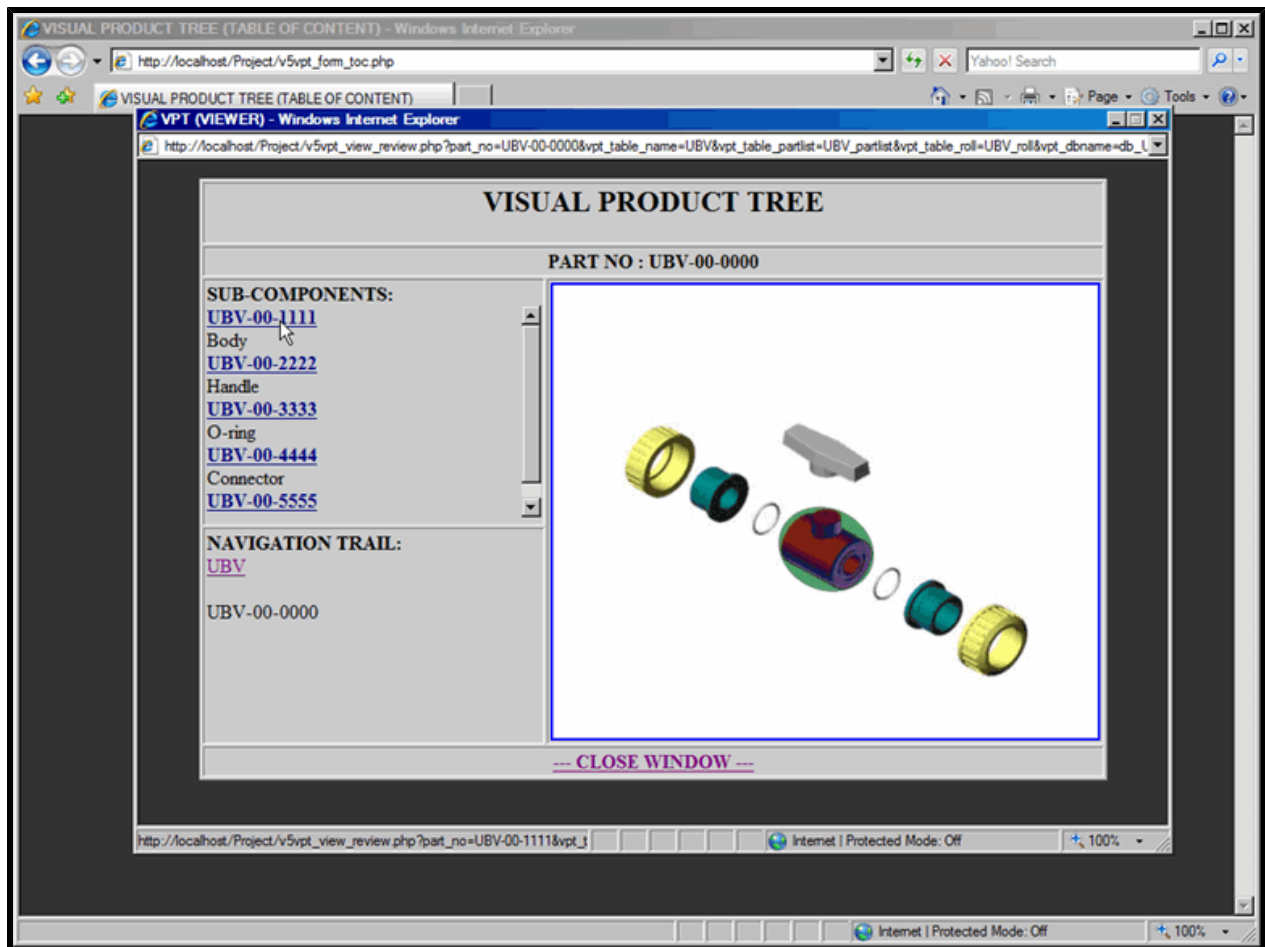 VISUAL PRODUCT TREE (TABLE OF CONTENT) - Windows Internet Explorer
http://localhost/Project/v5vpt_form_toc.php
Yahoo! Search
VISUAL PRODUCT TREE (TABLE OF CONTENT)
Page
Tools
VPT (VIEWER) - Windows Internet Explorer
http://localhost/Project/v5vpt_view_review.php?part_no=UBV-00-0000&vpt_table_name=UBV&vpt_table_partlist=UBV_partlist&vpt_table_roll=UBV_roll&vpt_dbname=db_U
VISUAL PRODUCT TREE
PART NO : UBV-00-0000
SUB-COMPONENTS:
UBV-00-1111
Body
UBV-00-2222
Handle
UBV-00-3333
O-ring
UBV-00-4444
Connector
UBV-00-5555
NAVIGATION TRAIL:
UBV
UBV-00-0000
--- CLOSE WINDOW ---
http://localhost/Project/v5vpt_view_review.php?part_no=UBV-00-1111&vpt_t
Internet | Protected Mode: Off
100%
Internet | Protected Mode: Off
100%